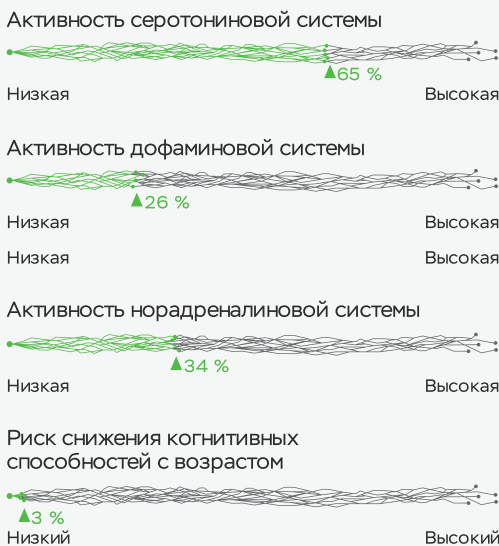 Активность серотониновой системы
65 %
Низкая Высокая
Активность дофаминовой системы
26 %
Низкая Высокая
Низкая Высокая
Активность норадреналиновой системы
34 %
Низкая Высокая
Риск снижения когнитивных
способностей с возрастом
3 %
Низкий Высокий